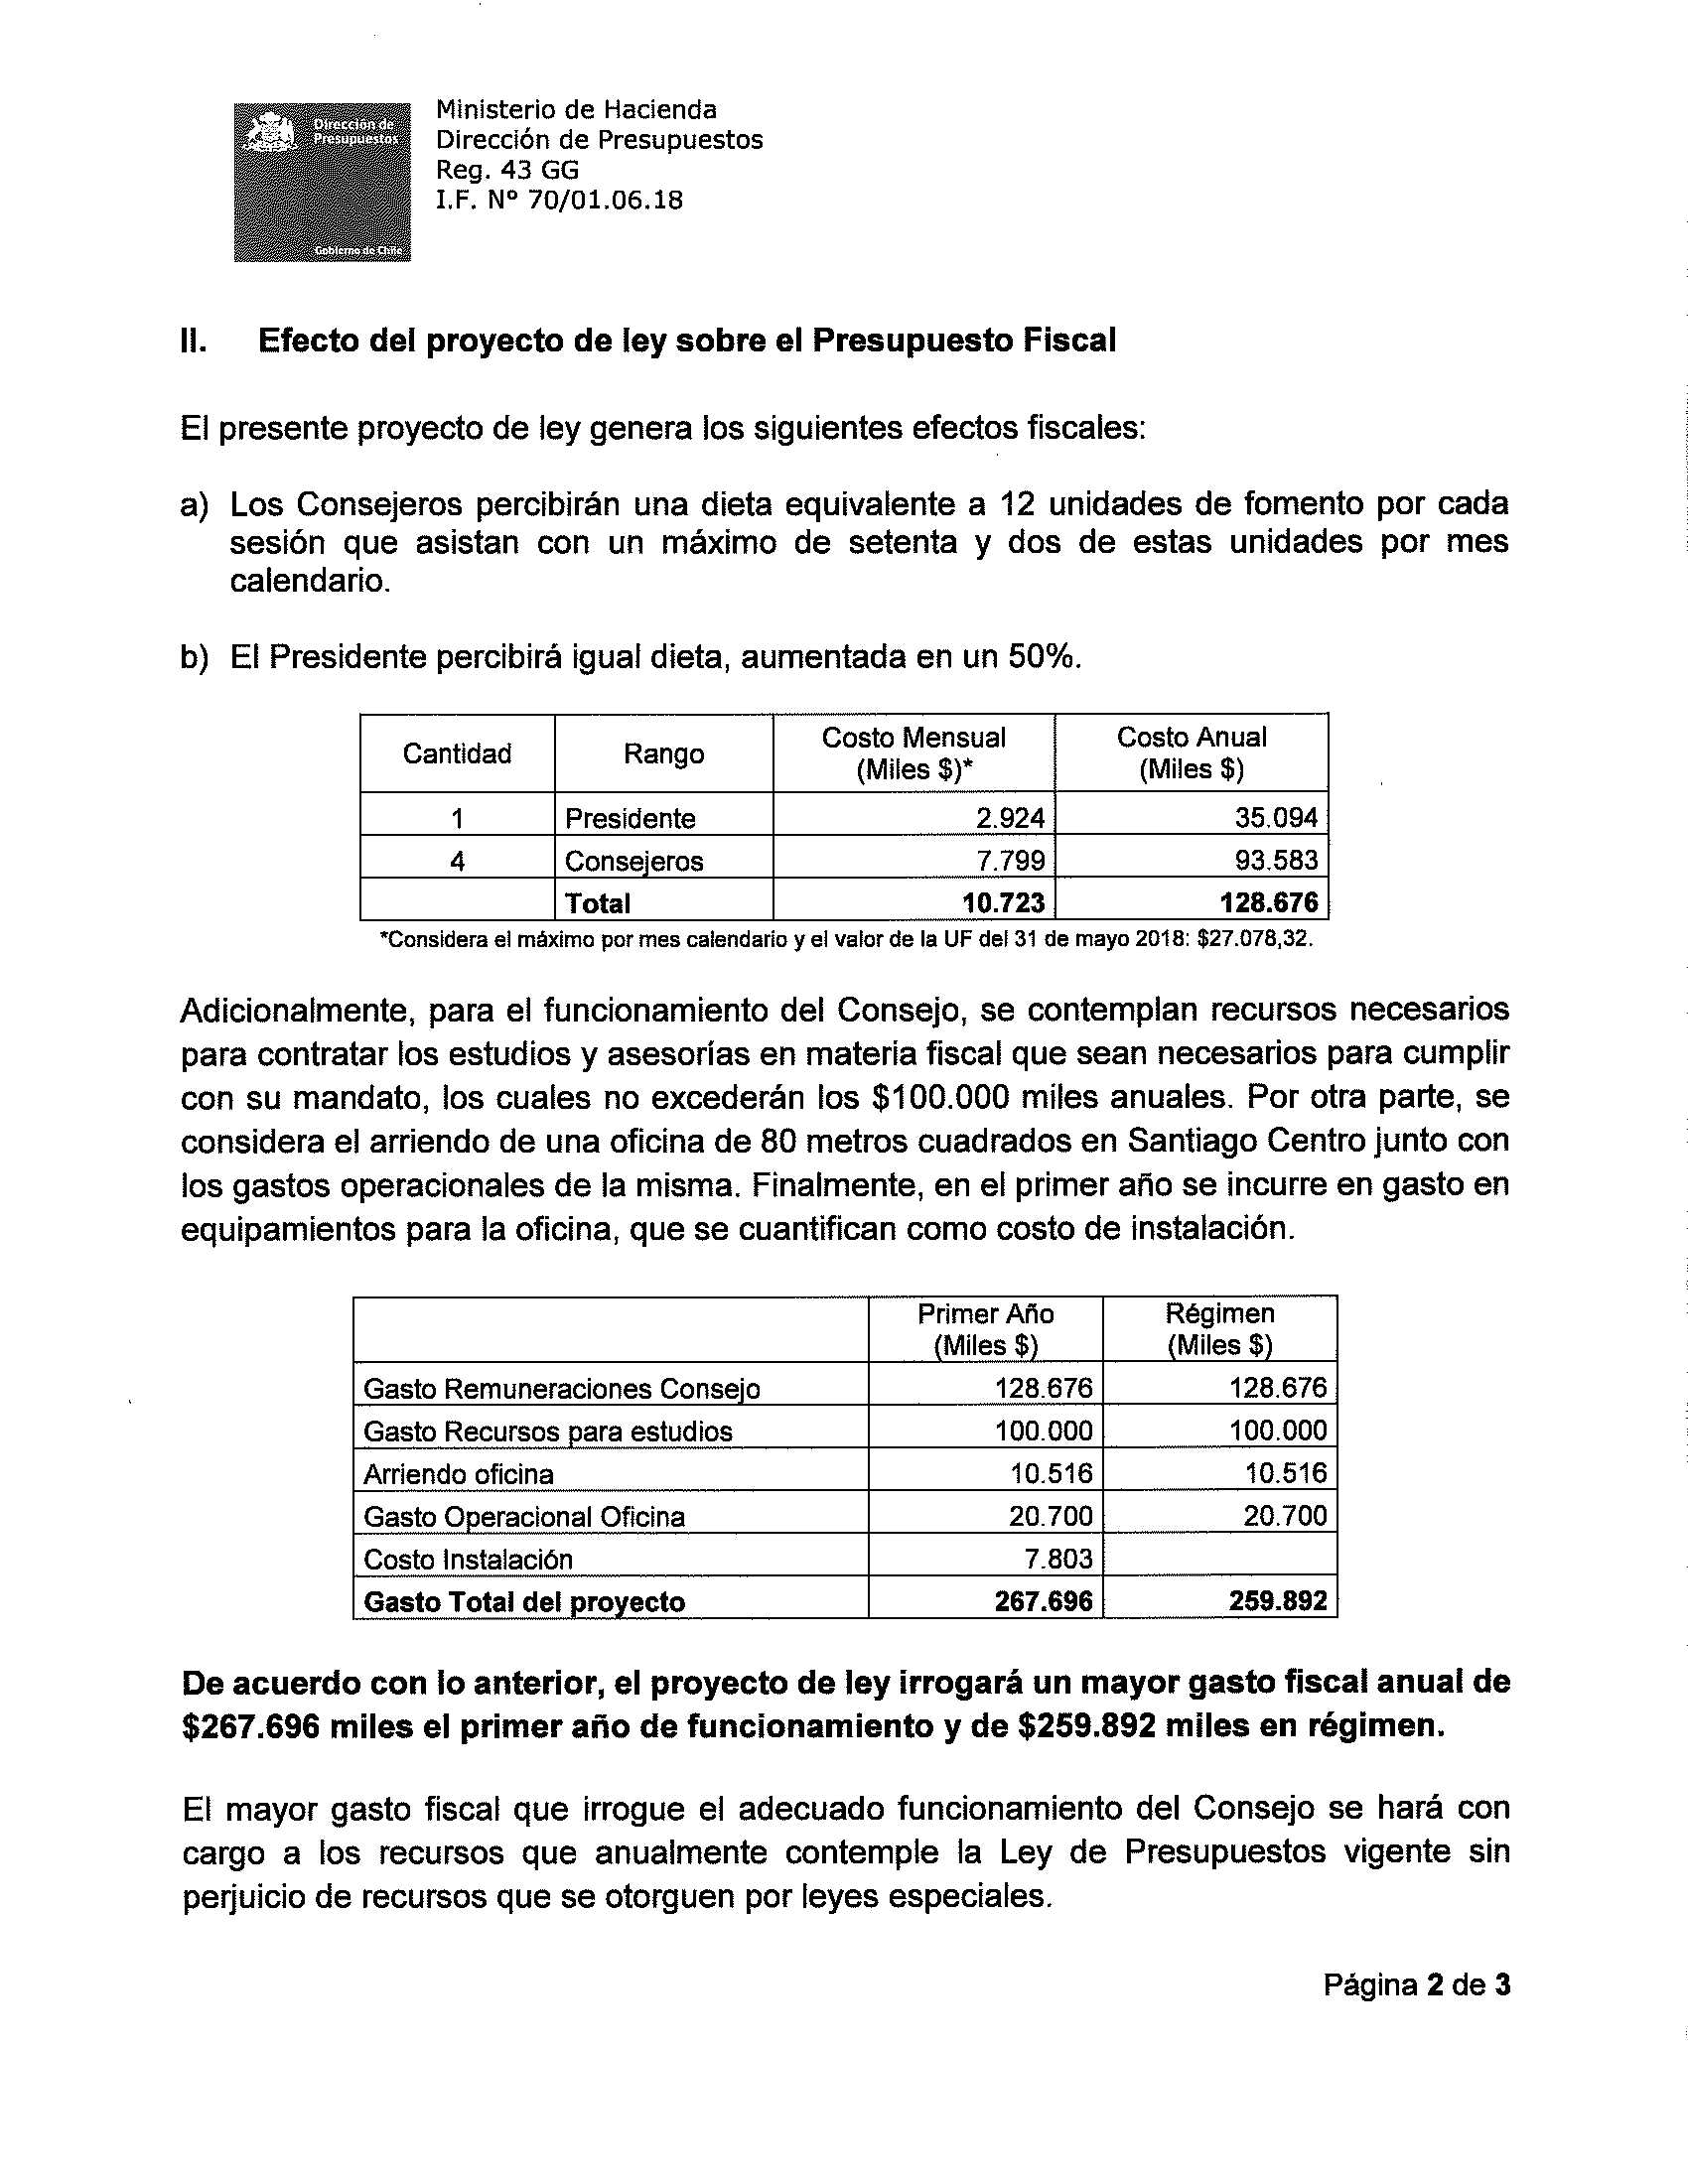 Dirección de
Presupuestos
Gobierno de Chile
Ministerio de Hacienda
Dirección de Presupuestos
Reg. 43 GG
I.F. Nº 70/01.06.18
II. Efecto del proyecto de ley sobre el Presupuesto Fiscal
El presente proyecto de ley genera los siguientes efectos fiscales:
a) Los Consejeros percibirán una dieta equivalente a 12 unidades de fomento por cada
sesión que asistan con un máximo de setenta y dos de estas unidades por mes
calendario.
b) El Presidente percibirá igual dieta, aumentada en un 50%.
Cantidad Rango Costo Mensual (Miles $)* Costo Anual (Miles $)
1 Presidente 2.924 35.094
4 Consejeros 7.799 93.583
Total 10.723 128.676
*Considera el máximo por mes calendario y el valor de la UF del 31 de mayo 2018: $27.078,32.
Adicionalmente, para el funcionamiento del Consejo, se contemplan recursos necesarios
para contratar los estudios y asesorías en materia fiscal que sean necesarios para cumplir
con su mandato, los cuales no excederán los $100.000 miles anuales. Por otra parte, se
considera el arriendo de una oficina de 80 metros cuadrados en Santiago Centro junto con
los gastos operacionales de la misma. Finalmente, en el primer año se incurre en gasto en
equipamientos para la oficina, que se cuantifican como costo de instalación.
Primer Año (Miles $) Régimen (Miles $)
Gasto Remuneraciones Consejo 128.676 128.676
Gasto Recursos para estudios 100.000 100.000
Arriendo oficina 10.516 10.516
Gasto Operacional Oficina 20.700 20.700
Costo Instalación 7.803
Gasto Total del proyecto 267.696 259.892
De acuerdo con lo anterior, el proyecto de ley irrogará un mayor gasto fiscal anual de
$267.696 miles el primer año de funcionamiento y de $259.892 miles en régimen.
El mayor gasto fiscal que irrogue el adecuado funcionamiento del Consejo se hará con
cargo a los recursos que anualmente contemple la Ley de Presupuestos vigente sin
perjuicio de recursos que se otorguen por leyes especiales.
Página 2 de 3